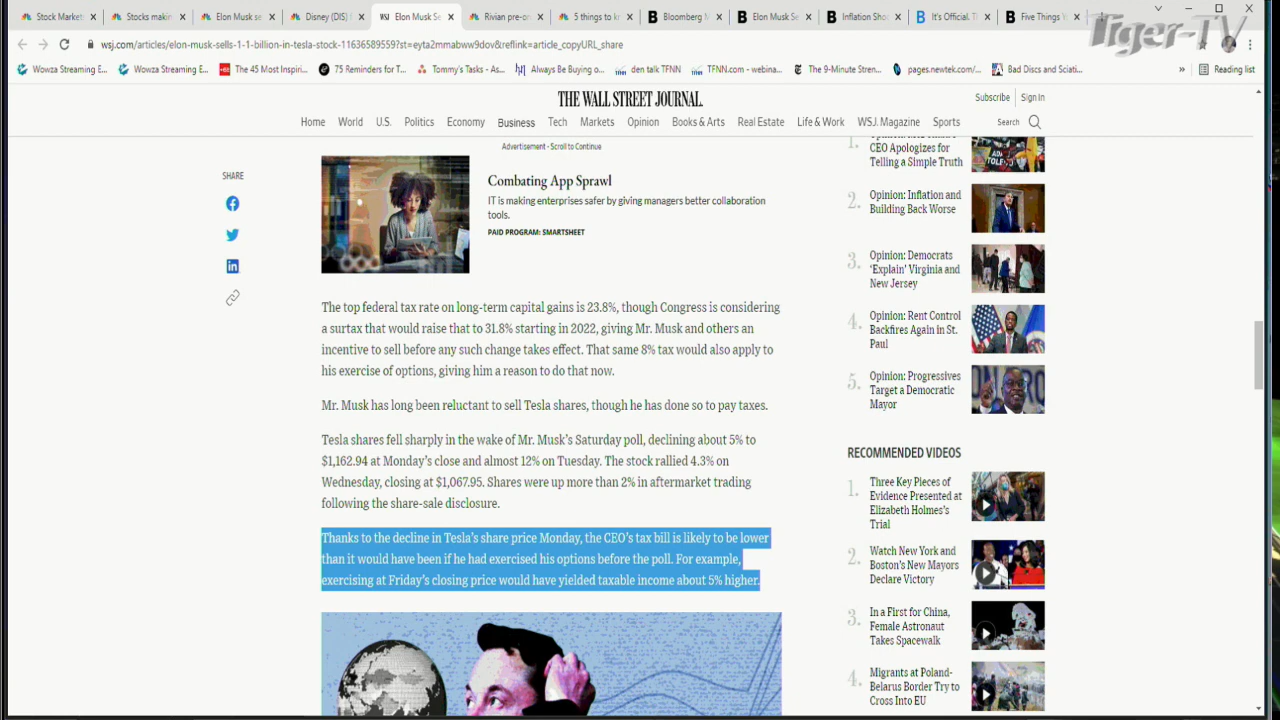 Tiger-TV
Stock Market
Stocks makin
Elon Musk se
Disney (DIS)
WSJ Elon Musk Se
Rivian pre-
5 things to k
B Bloomberg
B Elon Musk Se
B Inflation Sho
B It's Official. T
B Five Things Y
wsj.com/articles/elon-musk-sells-1-1-billion-in-tesla-stock-11636589559?st=eyta2mmabww9dov&reflink=article_copyURL_share
Wowza Streaming E...
Wowza Streaming E...
The 45 Most Inspiri...
75 Reminders for T...
Tommy's Tasks - As...
Always Be Buying o...
den talk TFNN
TFNN.com - webina...
The 9-Minute Stren...
pages.newtek.com/...
Bad Discs and Sciati...
»
Reading list
THE WALL STREET JOURNAL.
Subscribe
Sign In
Home World U.S. Politics Economy Business Tech Markets Opinion Books & Arts Real Estate Life & Work WSJ. Magazine Sports
Search
Advertisement - Scroll to Continue
SHARE
Combating App Sprawl
IT is making enterprises safer by giving managers better collaboration
tools.
PAID PROGRAM: SMARTSHEET
The top federal tax rate on long-term capital gains is 23.8%, though Congress is considering
a surtax that would raise that to 31.8% starting in 2022, giving Mr. Musk and others an
incentive to sell before any such change takes effect. That same 8% tax would also apply to
his exercise of options, giving him a reason to do that now.
Mr. Musk has long been reluctant to sell Tesla shares, though he has done so to pay taxes.
Tesla shares fell sharply in the wake of Mr. Musk's Saturday poll, declining about 5% to
$1,162.94 at Monday's close and almost 12% on Tuesday. The stock rallied 4.3% on
Wednesday, closing at $1,067.95. Shares were up more than 2% in aftermarket trading
following the share-sale disclosure.
Thanks to the decline in Tesla's share price Monday, the CEO's tax bill is likely to be lower
than it would have been if he had exercised his options before the poll. For example,
exercising at Friday's closing price would have yielded taxable income about 5% higher.
1.
CEO Apologizes for
Telling a Simple Truth
2.
Opinion: Inflation and
Building Back Worse
3.
Opinion: Democrats
'Explain' Virginia and
New Jersey
4.
Opinion: Rent Control
Backfires Again in St.
Paul
5.
Opinion: Progressives
Target a Democratic
Mayor
RECOMMENDED VIDEOS
1.
Three Key Pieces of
Evidence Presented at
Elizabeth Holmes's
Trial
2.
Watch New York and
Boston's New Mayors
Declare Victory
3.
In a First for China,
Female Astronaut
Takes Spacewalk
4.
Migrants at Poland-
Belarus Border Try to
Cross Into EU